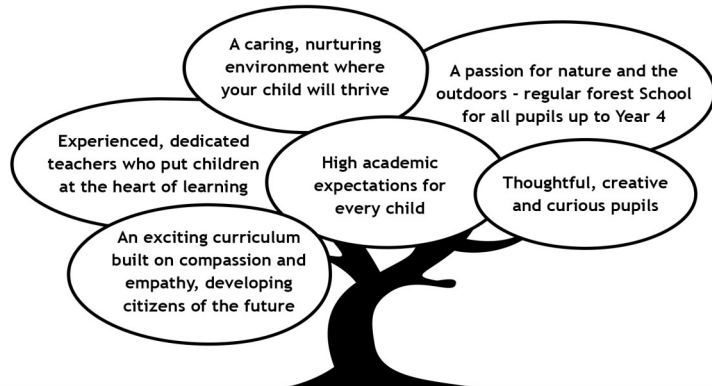 A caring, nurturing
environment where
your child will thrive
A passion for nature and the
outdoors - regular forest School
for all pupils up to Year 4
Experienced, dedicated
teachers who put children
at the heart of learning
High academic
expectations for
every child
Thoughtful, creative
and curious pupils
An exciting curriculum
built on compassion and
empathy, developing
citizens of the future